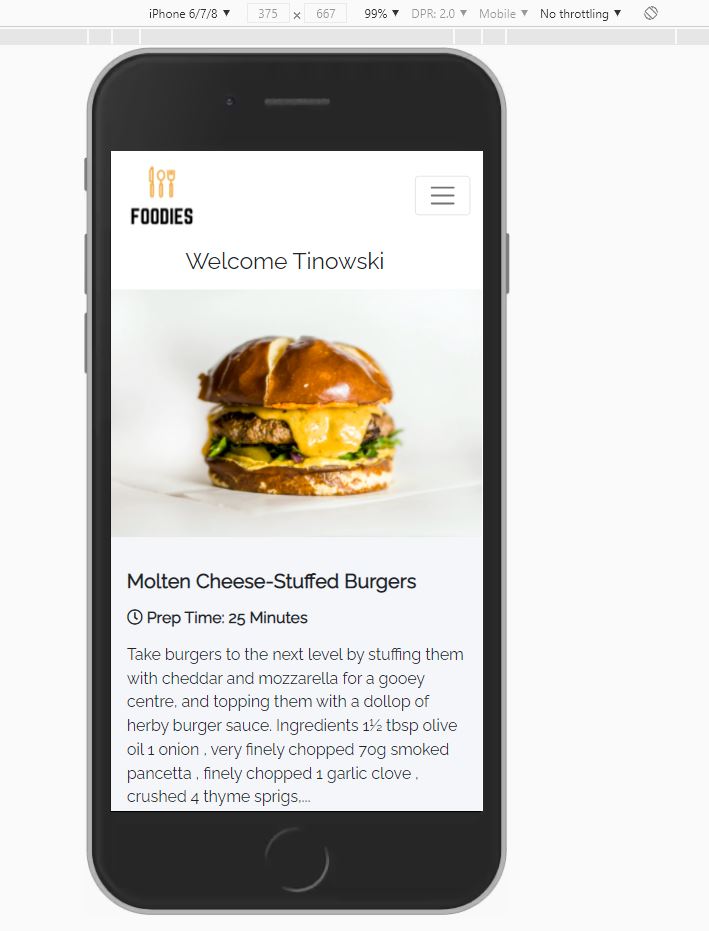 iPhone 6/7/8 ▼ 375 x 667 99% ▼ DPR: 2.0 ▼ Mobile ▼ No throttling ▼
FOODIES
Welcome Tinowski
Molten Cheese-Stuffed Burgers
Prep Time: 25 Minutes
Take burgers to the next level by stuffing them
with cheddar and mozzarella for a gooey
centre, and topping them with a dollop of
herby burger sauce. Ingredients 1½ tbsp olive
oil 1 onion , very finely chopped 70g smoked
pancetta , finely chopped 1 garlic clove ,
crushed 4 thyme sprigs,...